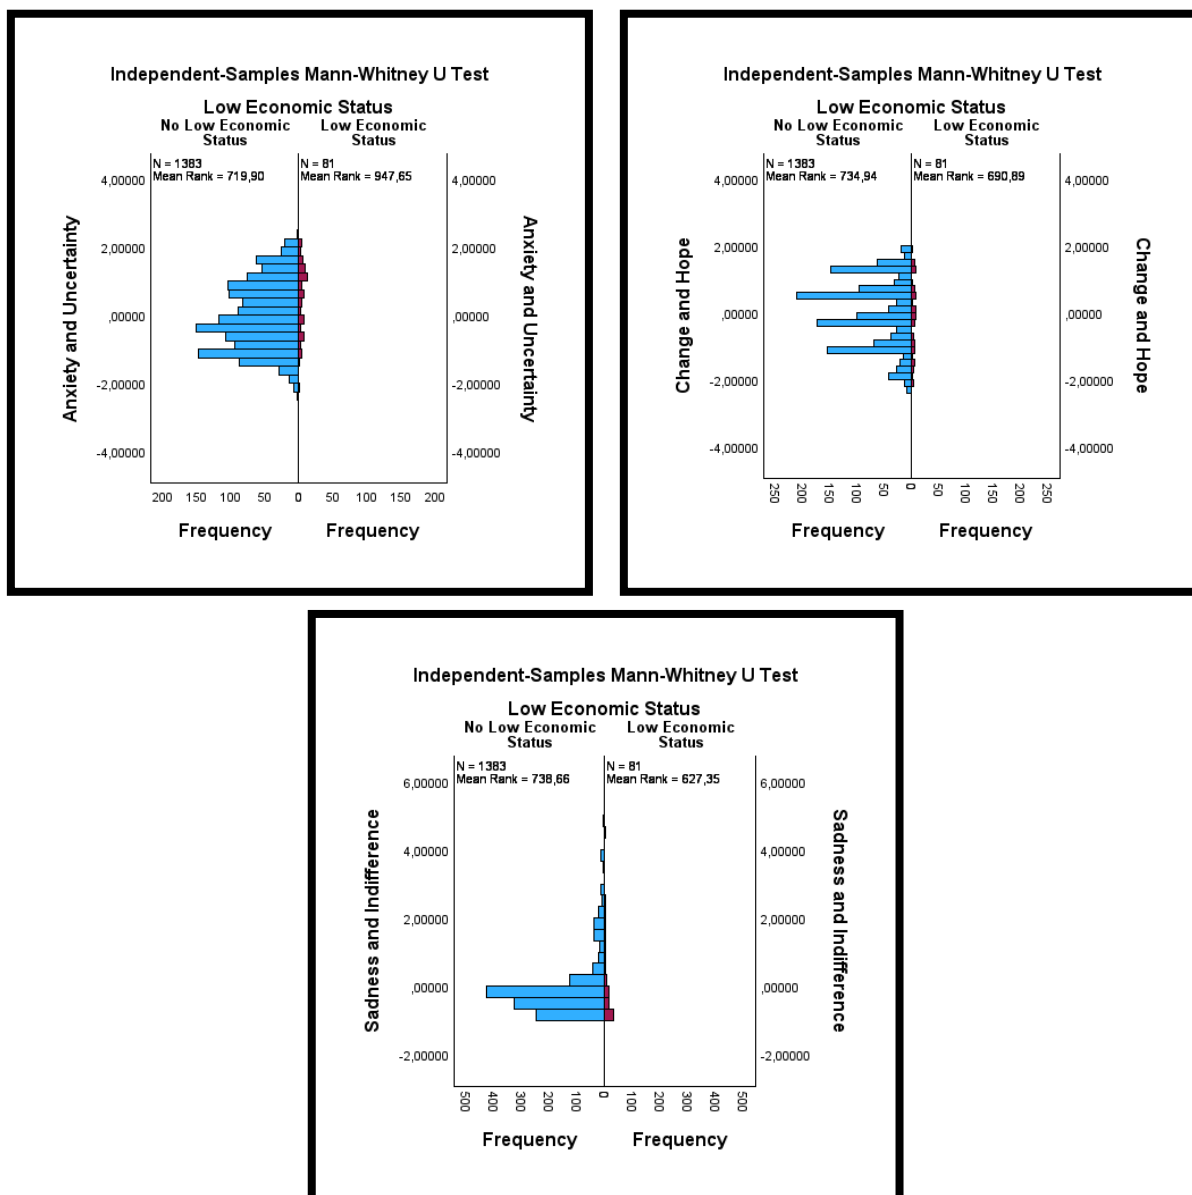 Independent-Samples Mann-Whitney U Test
Low Economic Status
No Low Economic Status
Low Economic Status
N = 1383
Mean Rank = 719,90
N = 81
Mean Rank = 947,65
Anxiety and Uncertainty
4,00000
2,00000
,00000
-2,00000
-4,00000
4,00000
2,00000
,00000
-2,00000
-4,00000
Anxiety and Uncertainty
200 150 100 50 0 50 100 150 200
Frequency
Frequency
Independent-Samples Mann-Whitney U Test
Low Economic Status
No Low Economic Status
Low Economic Status
N = 1383
Mean Rank = 734,94
N = 81
Mean Rank = 690,89
Change and Hope
4,00000
2,00000
,00000
-2,00000
-4,00000
4,00000
2,00000
,00000
-2,00000
-4,00000
Change and Hope
250 200 150 100 50 0 50 100 150 200 250
Frequency
Frequency
Independent-Samples Mann-Whitney U Test
Low Economic Status
No Low Economic Status
Low Economic Status
N = 1383
Mean Rank = 738,66
N = 81
Mean Rank = 627,35
Sadness and Indifference
6,00000
4,00000
2,00000
,00000
-2,00000
6,00000
4,00000
2,00000
,00000
-2,00000
Sadness and Indifference
500 400 300 200 100 0 100 200 300 400 500
Frequency
Frequency